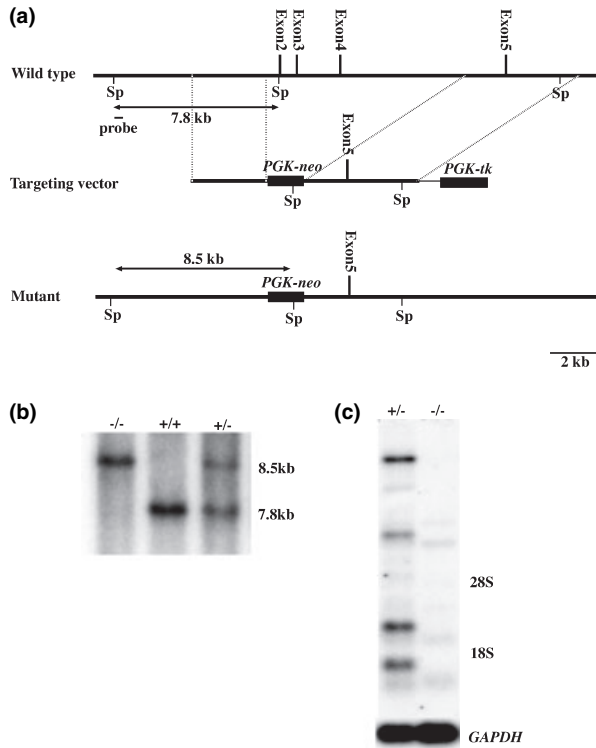 (a)
Exon2
Exon3
Exon4
Exon5
Wild type
Sp
Sp
Sp
7.8 kb
probe
Exon5
PGK-neo
PGK-tk
Targeting vector
Sp
Sp
Exon5
8.5 kb
PGK-neo
Mutant
Sp
Sp
Sp
2 kb
(b)
-/- +/+ +/-
8.5kb
7.8kb
(c)
+/- -/-
28S
18S
GAPDH